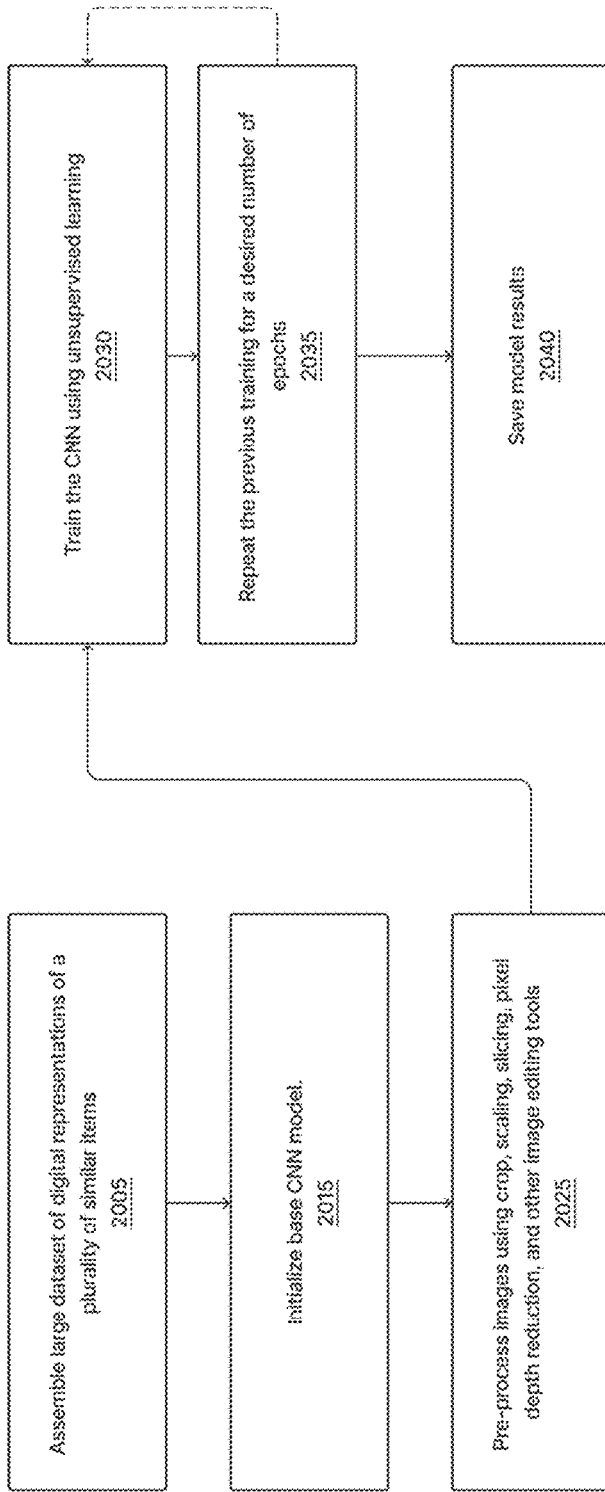 Assemble large dataset of digital representations of a
plurality of similar items
2005
Initialize base CNN model.
2015
Pre-process images using crop, scaling, slicing, pixel
depth reduction, and other image editing tools
2025
Train the CNN using unsupervised learning
2030
Repeat the previous training for a desired number of
epochs
2035
Save model results
2040